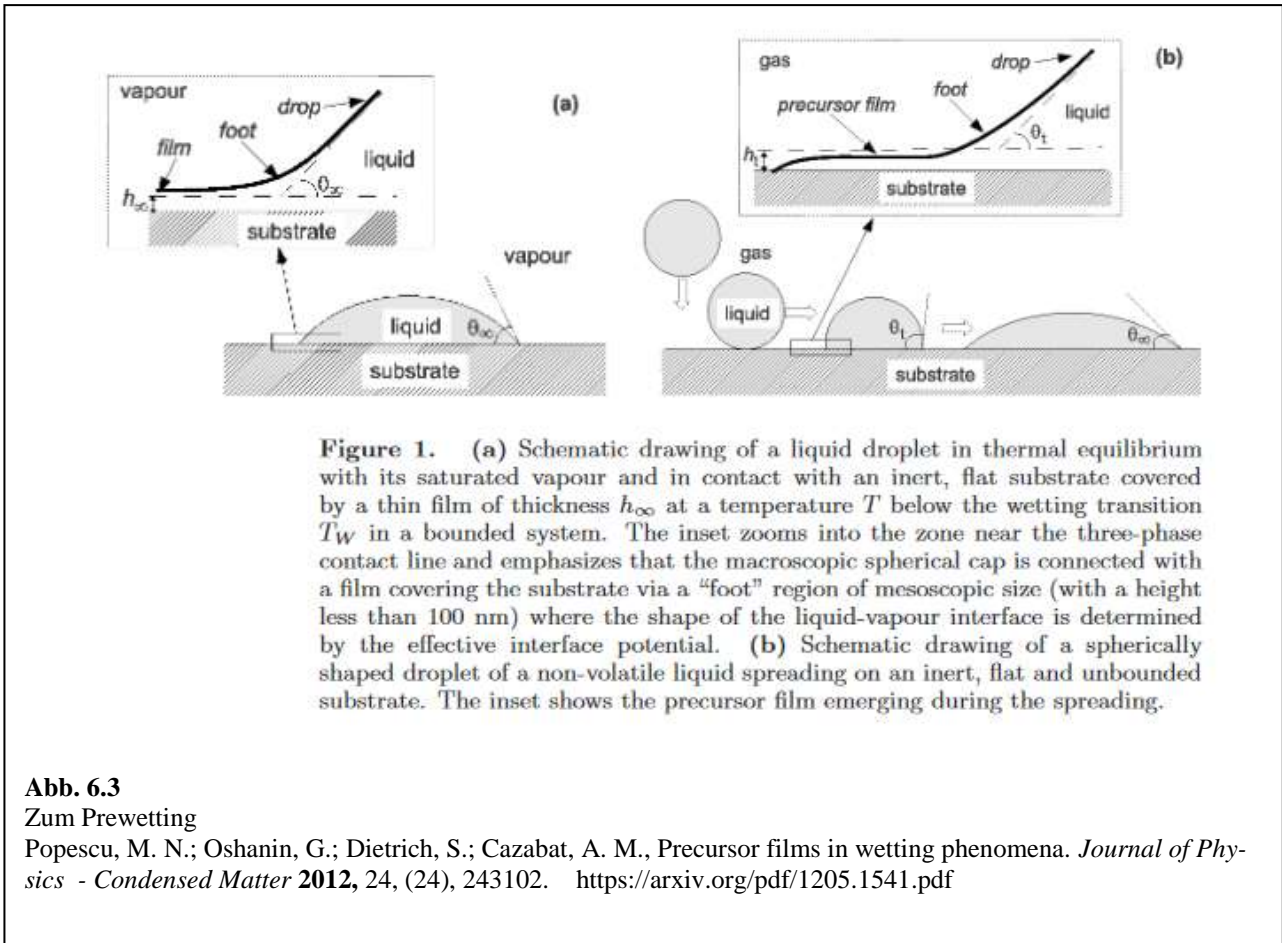 vapour
drop
foot
film
liquid
θ∞
h∞
substrate
(a)
vapour
liquid
θ∞
substrate
gas
drop
(b)
foot
precursor film
liquid
θt
ht
substrate
gas
liquid
θt
θ∞
substrate
Figure 1. (a) Schematic drawing of a liquid droplet in thermal equilibrium
with its saturated vapour and in contact with an inert, flat substrate covered
by a thin film of thickness h∞ at a temperature T below the wetting transition
TW in a bounded system. The inset zooms into the zone near the three-phase
contact line and emphasizes that the macroscopic spherical cap is connected with
a film covering the substrate via a “foot” region of mesoscopic size (with a height
less than 100 nm) where the shape of the liquid-vapour interface is determined
by the effective interface potential. (b) Schematic drawing of a spherically
shaped droplet of a non-volatile liquid spreading on an inert, flat and unbounded
substrate. The inset shows the precursor film emerging during the spreading.
Abb. 6.3
Zum Prewetting
Popescu, M. N.; Oshanin, G.; Dietrich, S.; Cazabat, A. M., Precursor films in wetting phenomena. Journal of Phy-
sics - Condensed Matter 2012, 24, (24), 243102. https://arxiv.org/pdf/1205.1541.pdf